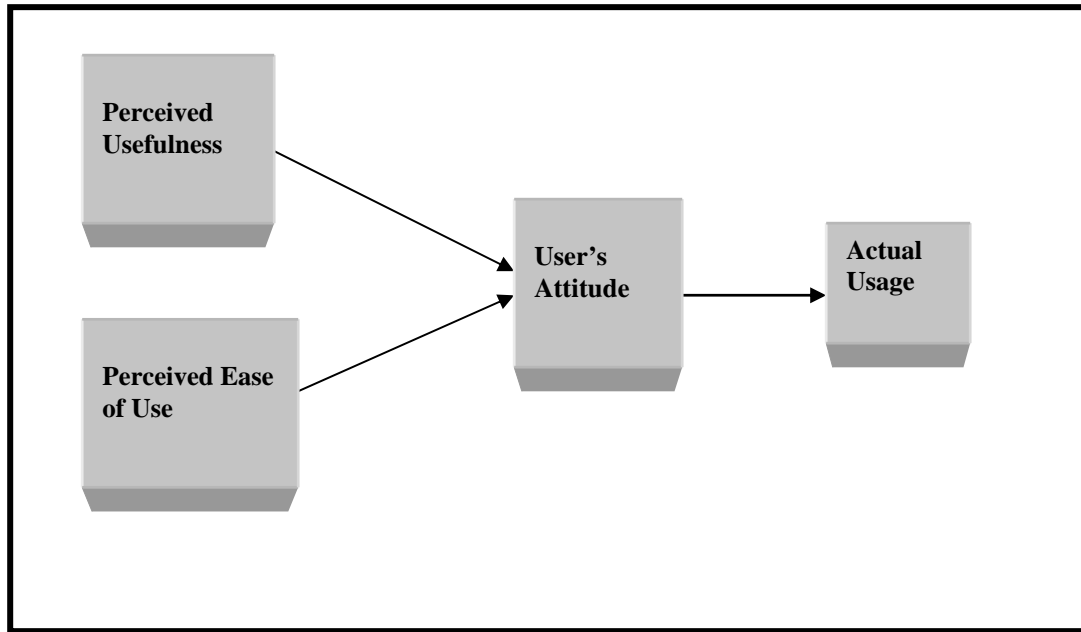 Perceived
Usefulness
Perceived Ease
of Use
User’s
Attitude
Actual
Usage